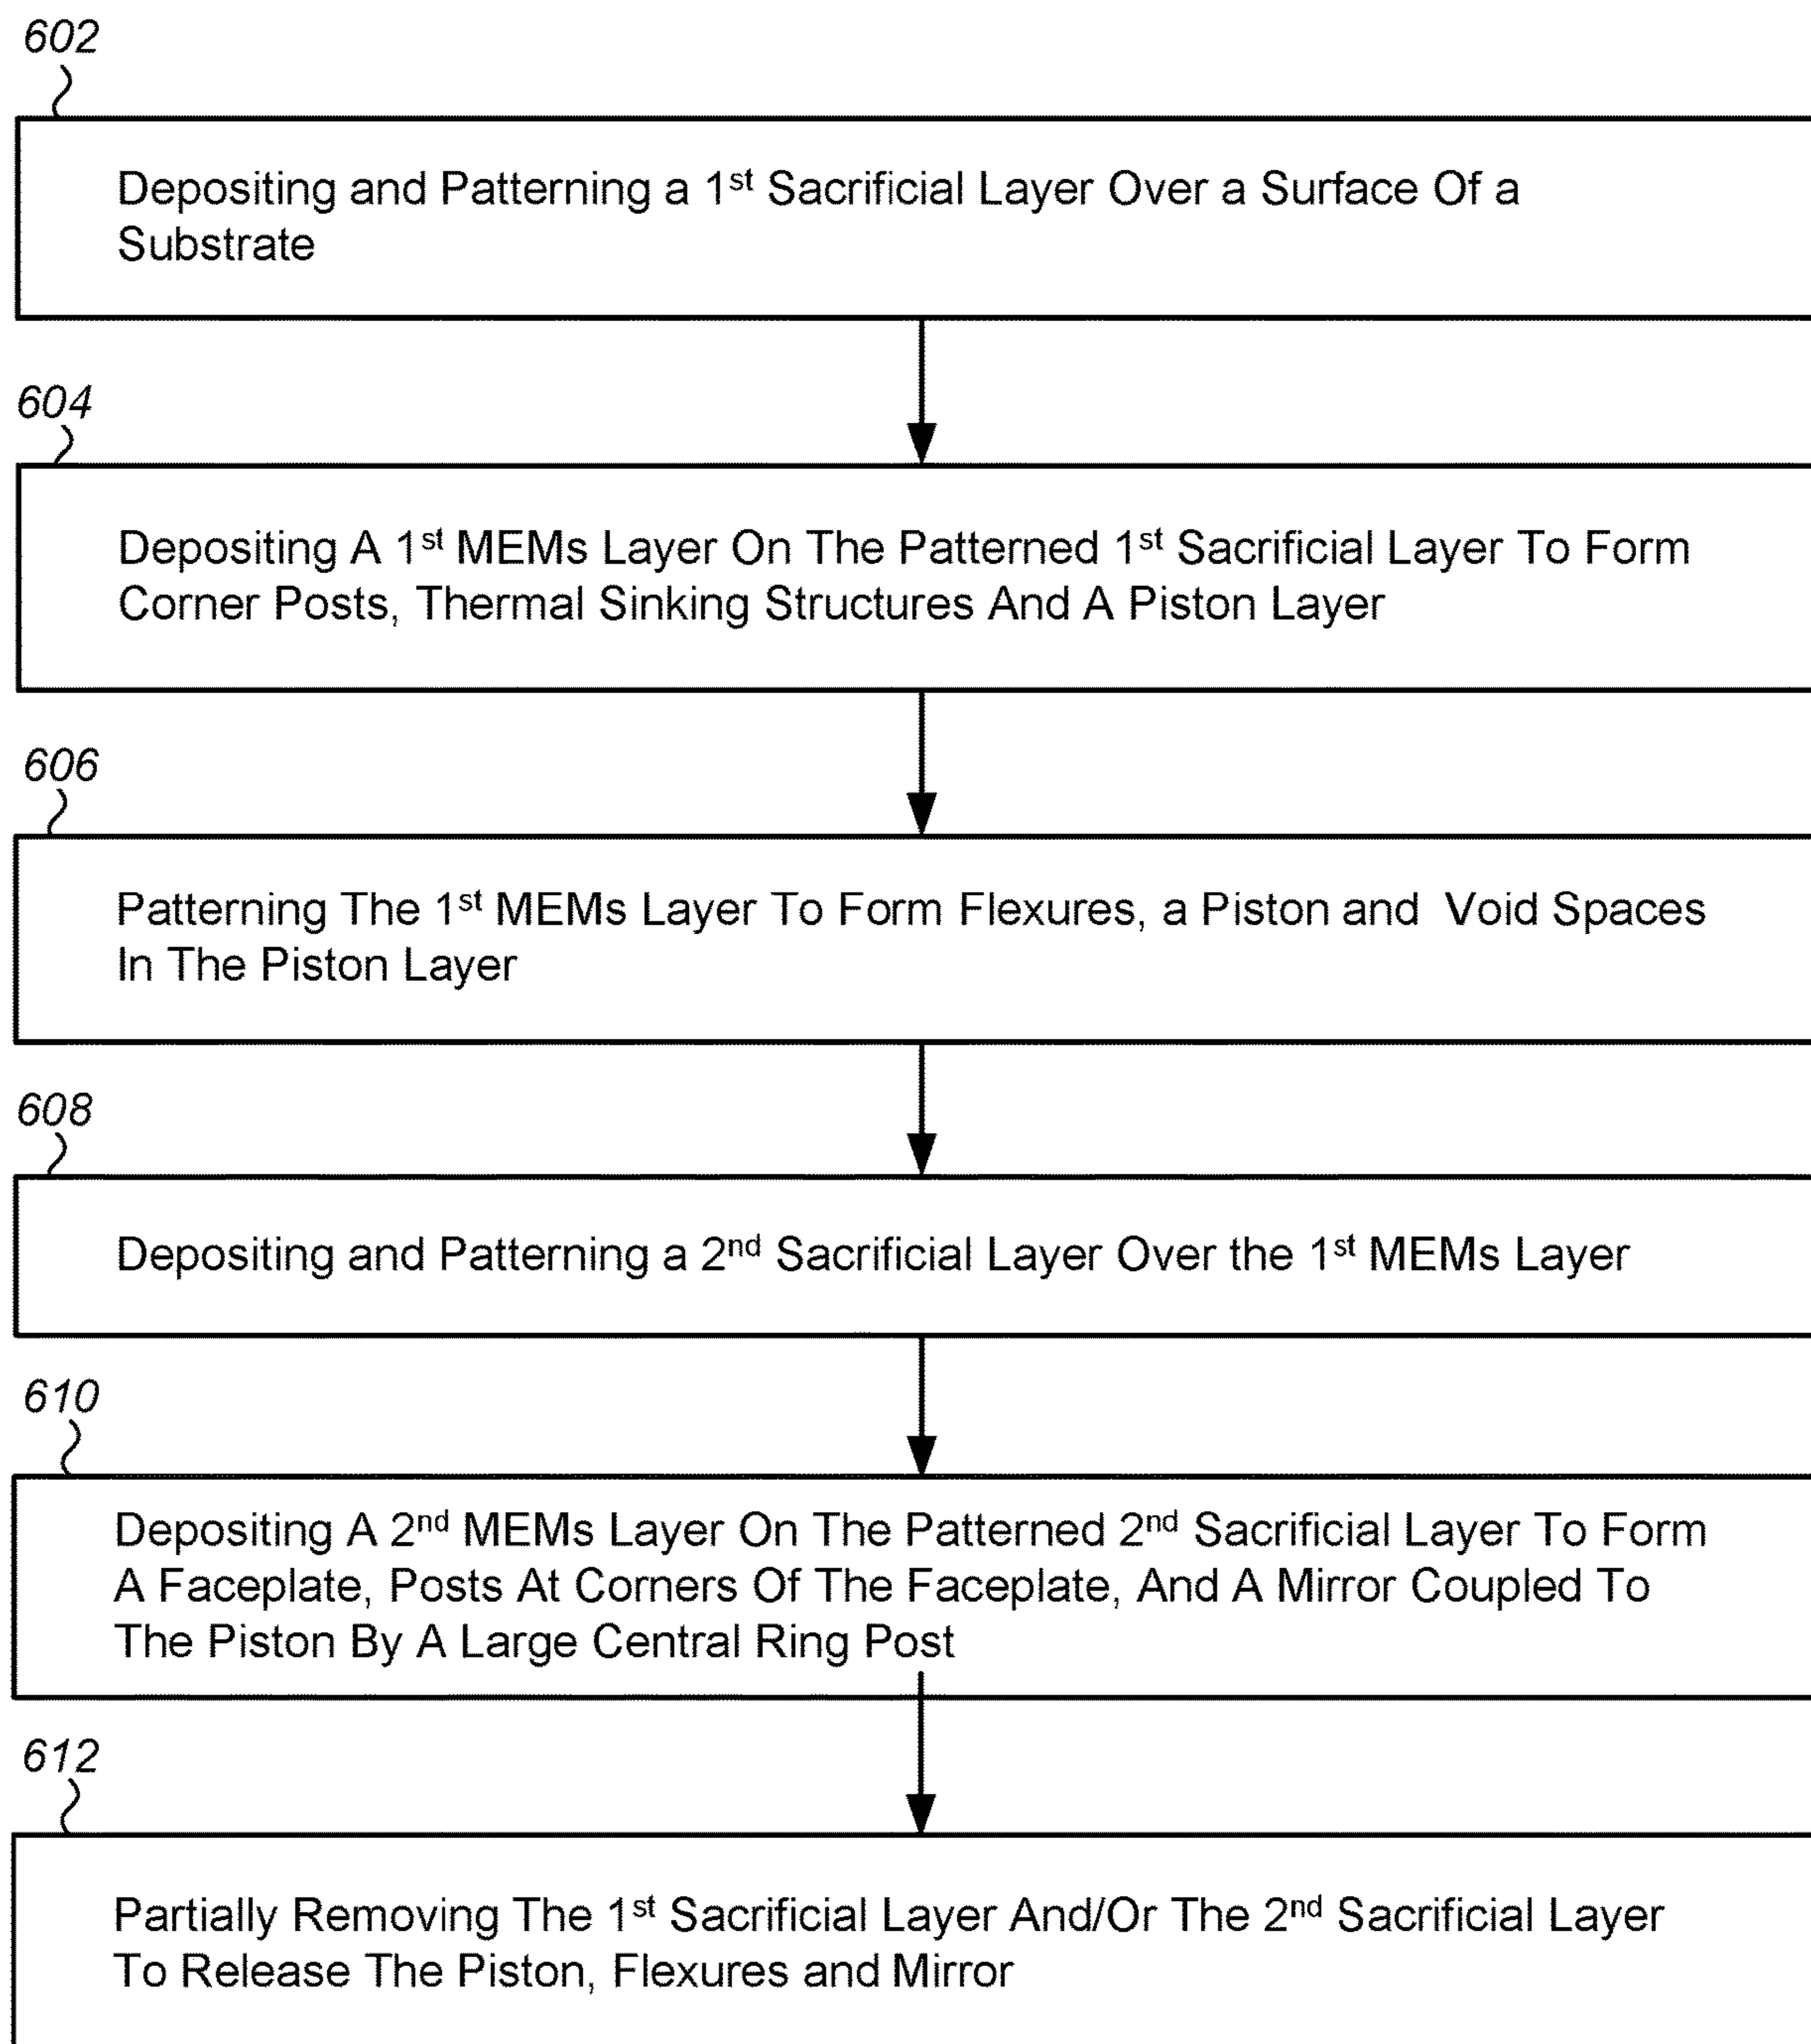 602
Depositing and Patterning a 1st Sacrificial Layer Over a Surface Of a
Substrate
604
Depositing A 1st MEMs Layer On The Patterned 1st Sacrificial Layer To Form
Corner Posts, Thermal Sinking Structures And A Piston Layer
606
Patterning The 1st MEMs Layer To Form Flexures, a Piston and Void Spaces
In The Piston Layer
608
Depositing and Patterning a 2nd Sacrificial Layer Over the 1st MEMs Layer
610
Depositing A 2nd MEMs Layer On The Patterned 2nd Sacrificial Layer To Form
A Faceplate, Posts At Corners Of The Faceplate, And A Mirror Coupled To
The Piston By A Large Central Ring Post
612
Partially Removing The 1st Sacrificial Layer And/Or The 2nd Sacrificial Layer
To Release The Piston, Flexures and Mirror